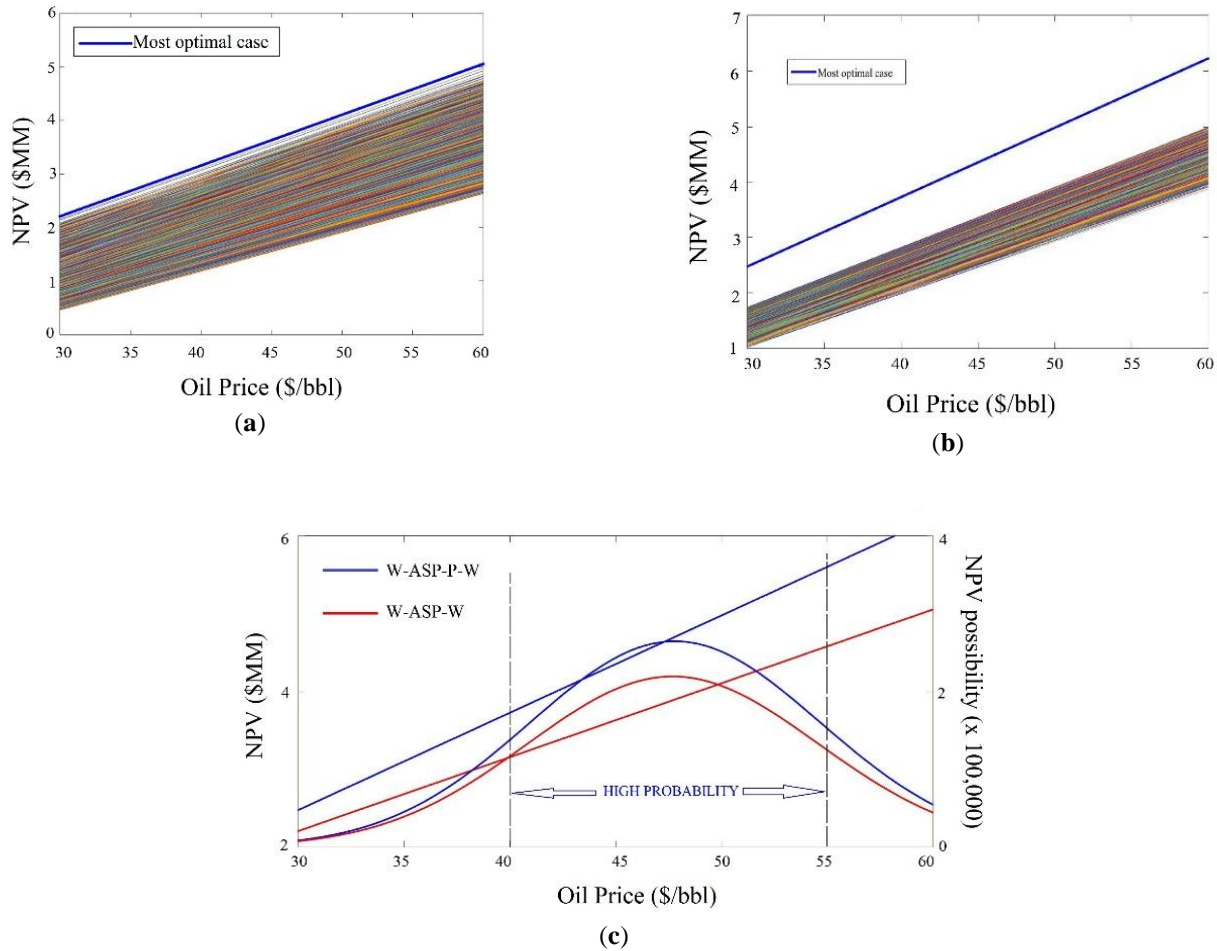 6
5
4
3
2
1
0
NPV ($MM)
Most optimal case
30 35 40 45 50 55 60
Oil Price ($/bbl)
(a)
7
6
5
4
3
2
1
NPV ($MM)
Most optimal case
30 35 40 45 50 55 60
Oil Price ($/bbl)
(b)
6
4
2
NPV ($MM)
W-ASP-P-W
W-ASP-W
HIGH PROBABILITY
4
2
0
NPV possibility (x 100,000)
30 35 40 45 50 55 60
Oil Price ($/bbl)
(c)